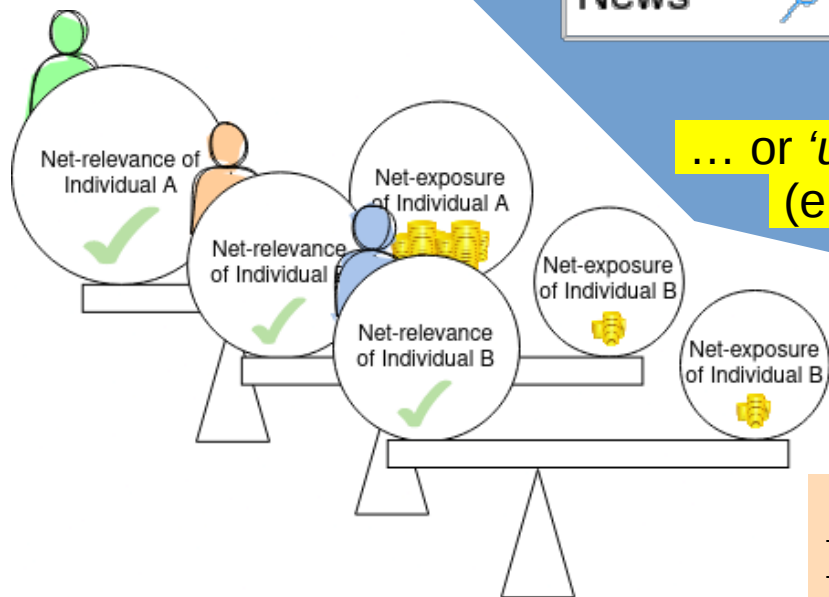 News
… or ‘u
(e
Net-relevance of
Individual A
Net-exposure
of Individual A
Net-relevance
of Individual
Net-exposure
of Individual B
Net-relevance
of Individual B
Net-exposure
of Individual B